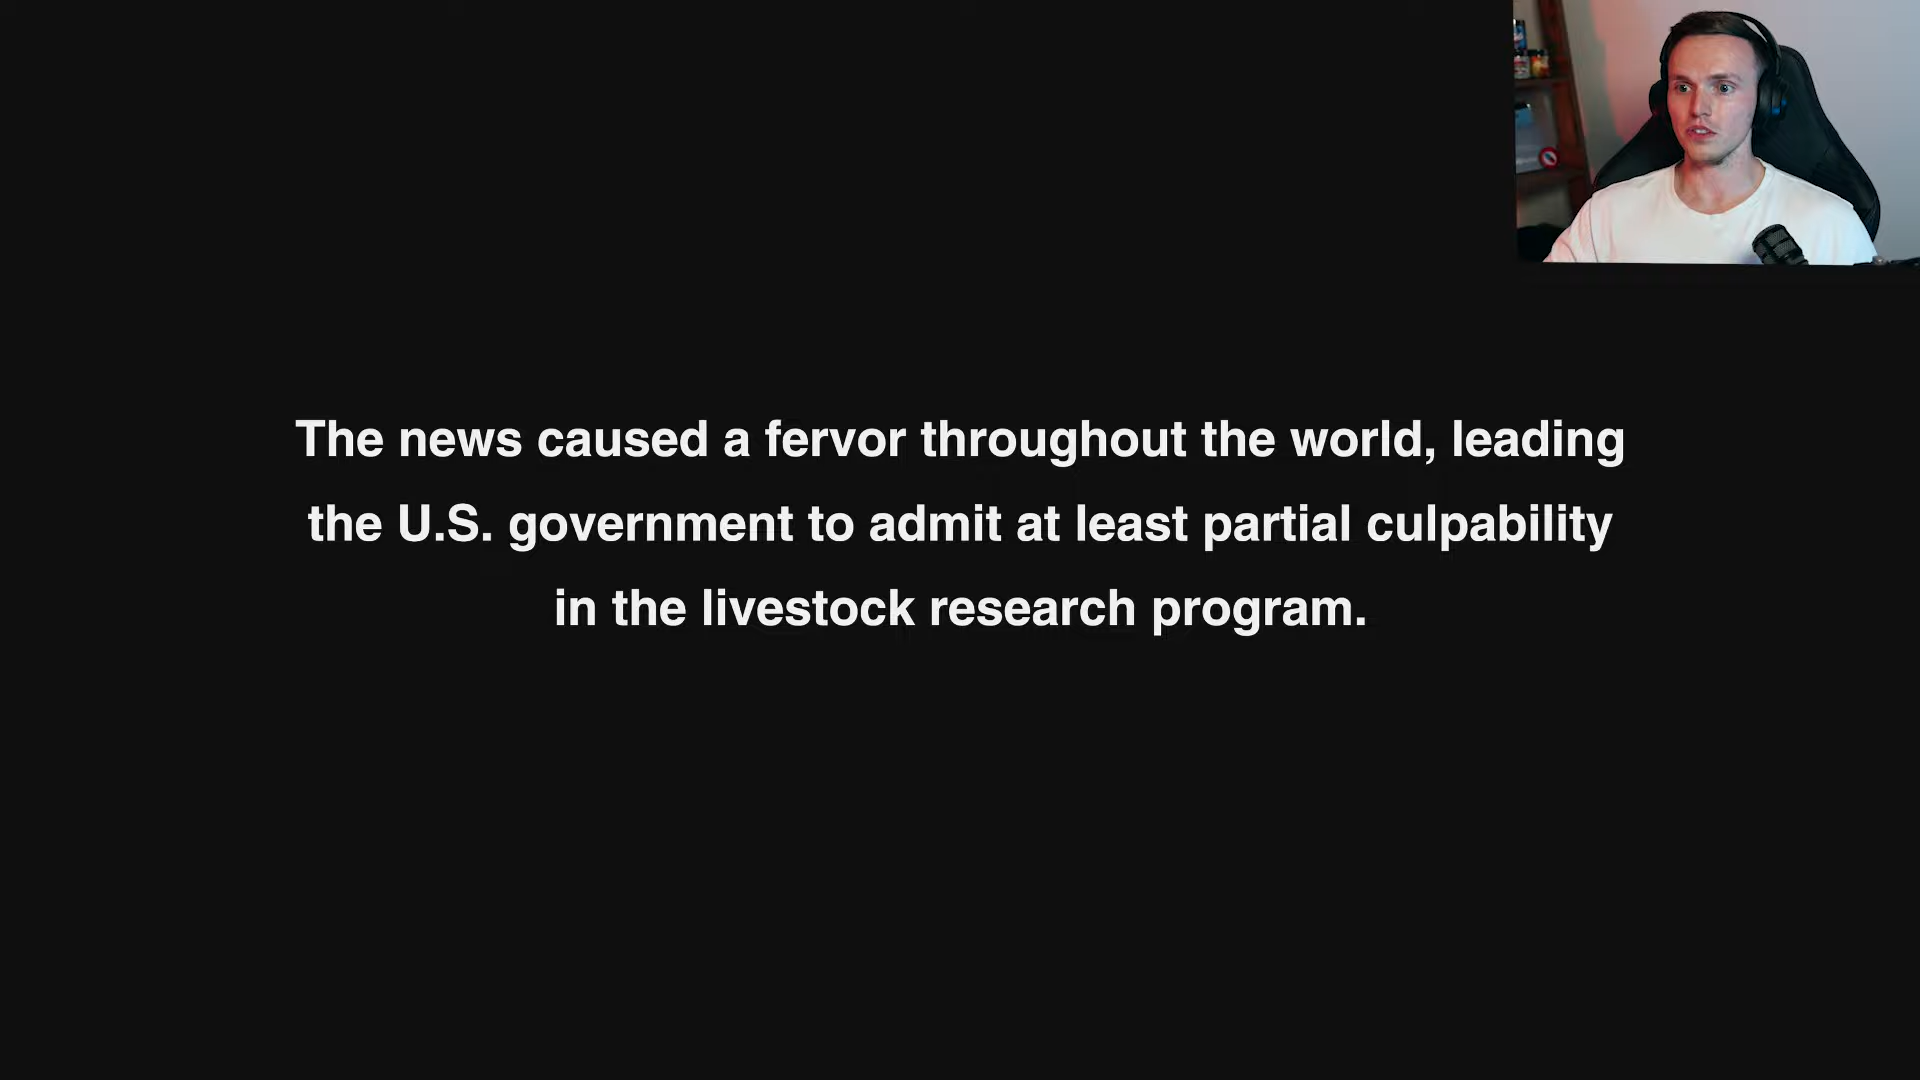 The news caused a fervor throughout the world, leading
the U.S. government to admit at least partial culpability
in the livestock research program.